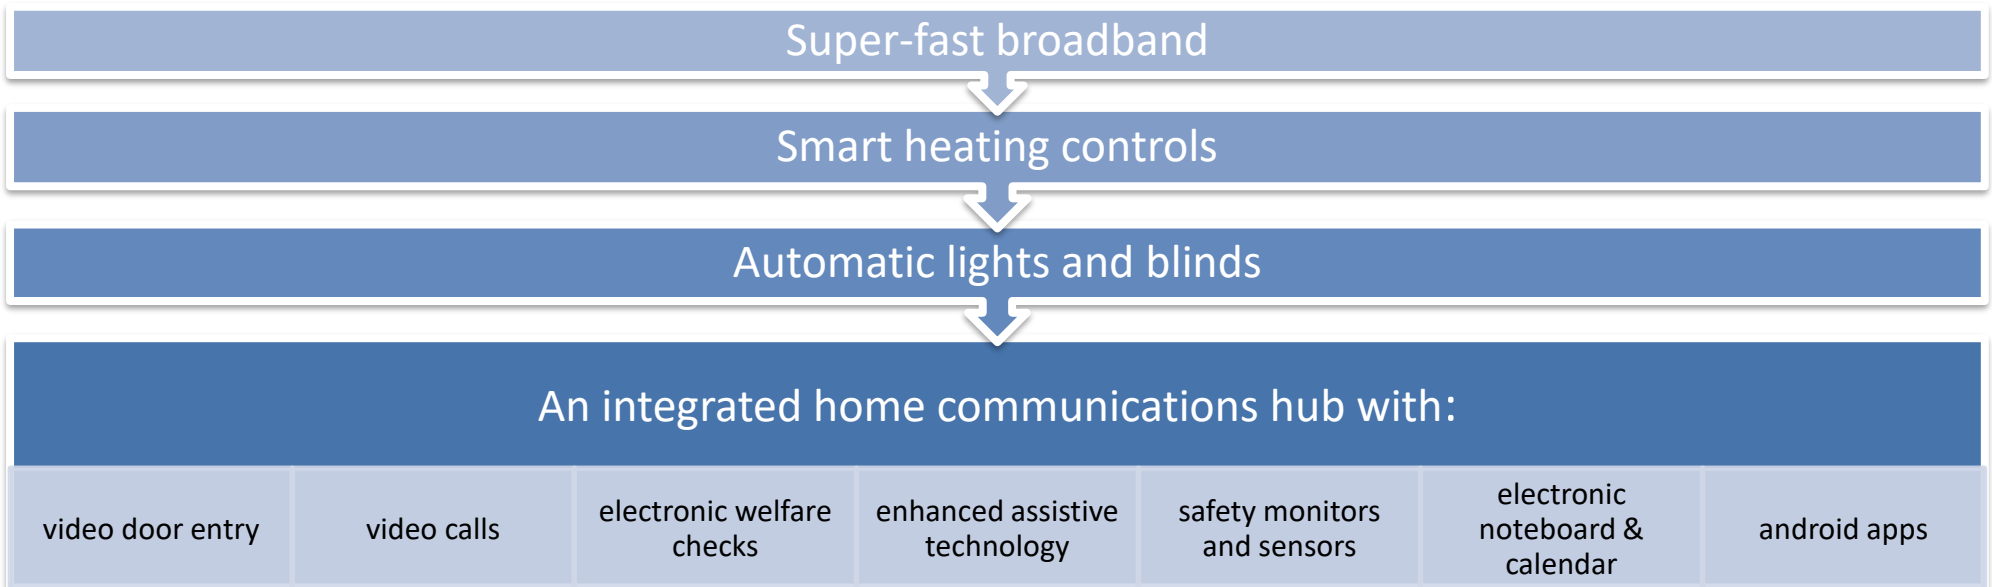 Super-fast broadband
Smart heating controls
Automatic lights and blinds
An integrated home communications hub with:
video door entry
video calls
electronic welfare
checks
enhanced assistive
technology
safety monitors
and sensors
electronic
noteboard &
calendar
android apps